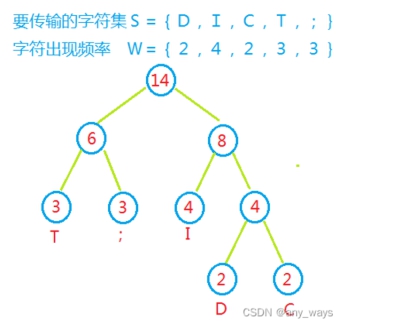 要传输的字符集 S = { D , I , C , T , ; }
字符出现频率 W = { 2 , 4 , 2 , 3 , 3 }
14
6 8
3 3 4 4
T ; I
2 2
D C
CSDN @any_ways